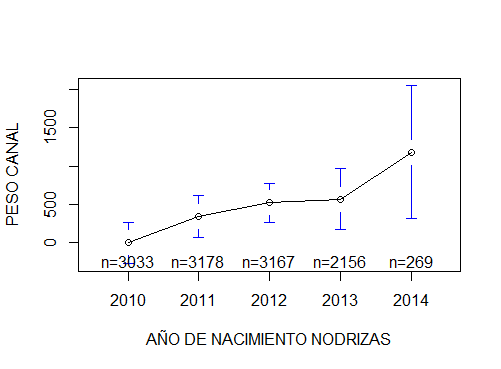 PESO CANAL
1500
500
0
n=3033 n=3178 n=3167 n=2156 n=269
2010 2011 2012 2013 2014
AÑO DE NACIMIENTO NODRIZAS